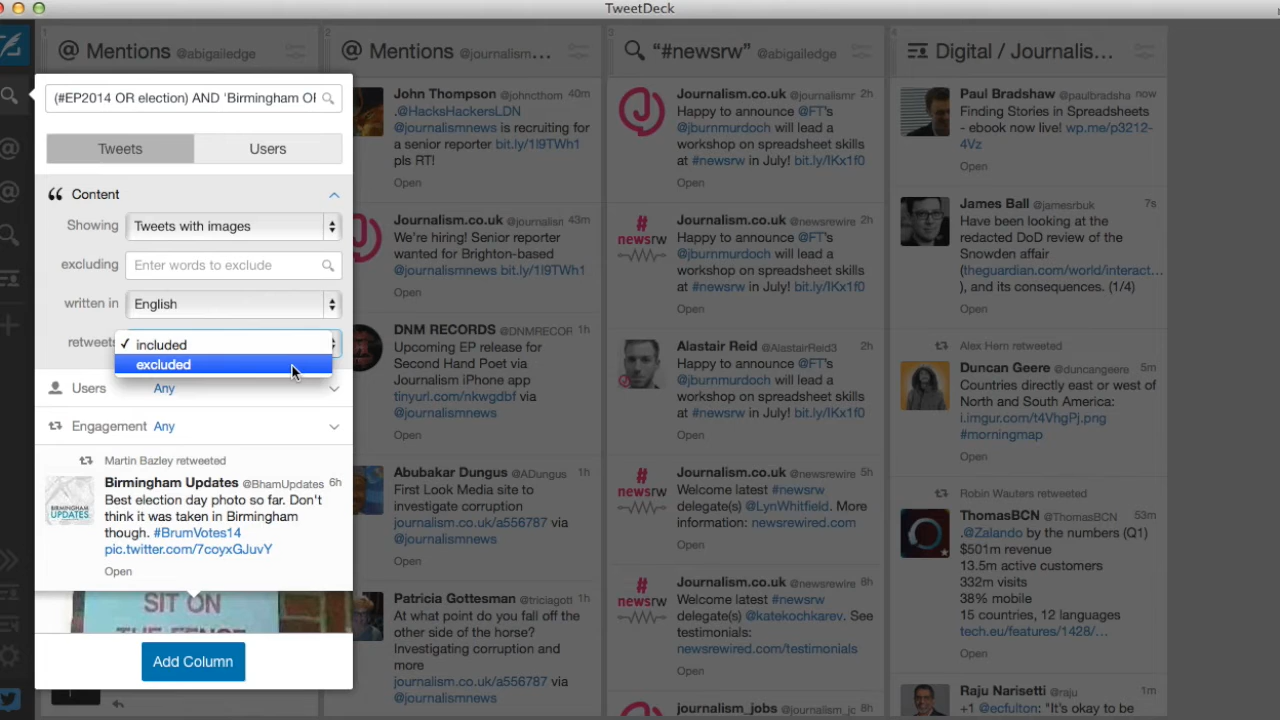 TweetDeck
1
@ Mentions @abigailedge
2
@ Mentions @journalism...
3
"#newsrw" @abigailedge
4
Digital / Journalis...
(#EP2014 OR election) AND 'Birmingham OF
Tweets
Users
Content
Showing
Tweets with images
excluding
Enter words to exclude
written in
English
retweets
✓ included
excluded
Users Any
Engagement Any
Martin Bazley retweeted
Birmingham Updates @BhamUpdates 6h
Best election day photo so far. Don't
think it was taken in Birmingham
though. #BrumVotes14
pic.twitter.com/7coyxGJuvY
Open
BIRMINGHAM
UPDATES
SIT ON
THE FENCE
Add Column
John Thompson @johncthom 40m
.@HacksHackersLDN
@journalismnews is recruiting for
a senior reporter bit.ly/1l9TWh1
pls RT!
Open
Journalism.co.uk @journalisn 43m
We're hiring! Senior reporter
wanted for Brighton-based
@journalismnews bit.ly/1l9TWh1
Open
DNM RECORDS @DNMRECOR 1h
Upcoming EP release for
Second Hand Poet via
Journalism iPhone app
tinyuri.com/nkwgdbf via
@journalismnews
Open
Abubakar Dungus @ADungus 1h
First Look Media site to
investigate corruption
journalism.co.uk/a556787 via
@journalismnews
Open
Patricia Gottesman @triciagott 1h
At what point do you fall off the
other side of the horse?
Investigating corruption and
more
journalism.co.uk/a556787 via
@journalismnews
Journalism.co.uk @journalismr 2h
Happy to announce @FT's
@jburnmurdoch will lead a
workshop on spreadsheet skills
at #newsrw in July! bit.ly/IKx1f0
Open
#
newsrw
Journalism.co.uk @newsrewire 2h
Happy to announce @FT's
@jburnmurdoch will lead a
workshop on spreadsheet skills
at #newsrw in July! bit.ly/IKx1f0
Open
Alastair Reid @AlastairReid3 2h
Happy to announce @FT's
@jburnmurdoch will lead a
workshop on spreadsheet skills
at #newsrw in July! bit.ly/IKx1f0
Open
#
newsrw
Journalism.co.uk @newsrewire 5h
Welcome latest #newsrw
delegate(s) @LynWhitfield. More
information: newsrewired.com
Open
#
newsrw
Journalism.co.uk @newsrewire 8h
Welcome latest #newsrw
delegate(s) @katekochkarev. See
testimonials:
newsrewired.com/testimonials
Open
journalism_jobs @journalism_jc 8h
Paul Bradshaw @paulbradsha now
Finding Stories in Spreadsheets
- ebook now live! wp.me/p3212-
4Vz
Open
James Ball @jamesrbuk 7s
Have been looking at the
redacted DoD review of the
Snowden affair
(theguardian.com/world/interact...
), and its consequences. (1/4)
Open
Alex Hern retweeted
Duncan Geere @duncangeere 5m
Countries directly east or west of
North and South America:
i.imgur.com/t4VhgPj.png
#morningmap
Open
Robin Wauters retweeted
ThomasBCN @ThomasBCN 53m
.@Zalando by the numbers (Q1)
$501m revenue
13.5m active customers
332m visits
38% mobile
15 countries, 12 languages
tech.eu/features/1428/...
Open
Raju Narisetti @raju 1m
+1 @ecfulton: "It's okay to be